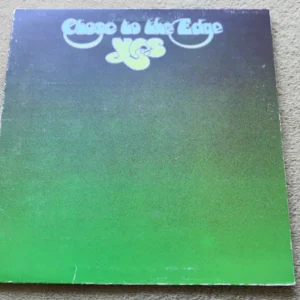 Close to the Edge
Yes